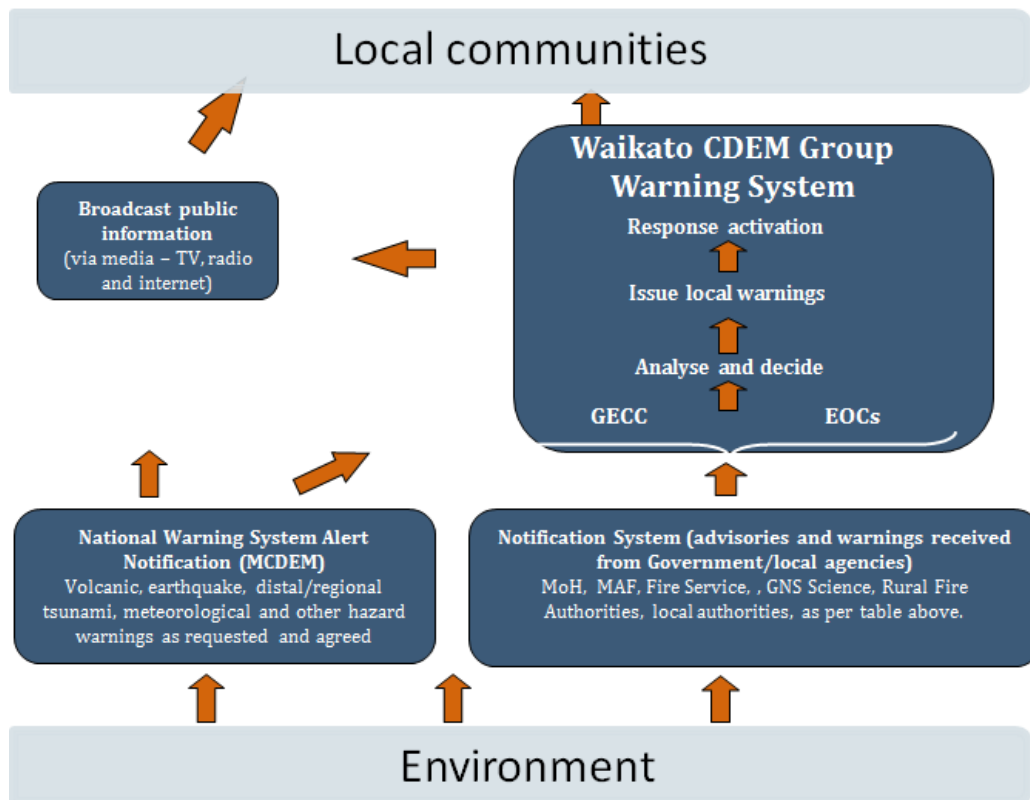 Local communities
Waikato CDEM Group
Warning System
Response activation
Issue local warnings
Analyse and decide
GECC
EOCs
Broadcast public
information
(via media – TV, radio
and internet)
National Warning System Alert
Notification (MCDEM)
Volcanic, earthquake, distal/regional
tsunami, meteorological and other hazard
warnings as requested and agreed
Notification System (advisories and warnings received
from Government/local agencies)
MoH, MAF, Fire Service, , GNS Science, Rural Fire
Authorities, local authorities, as per table above.
Environment